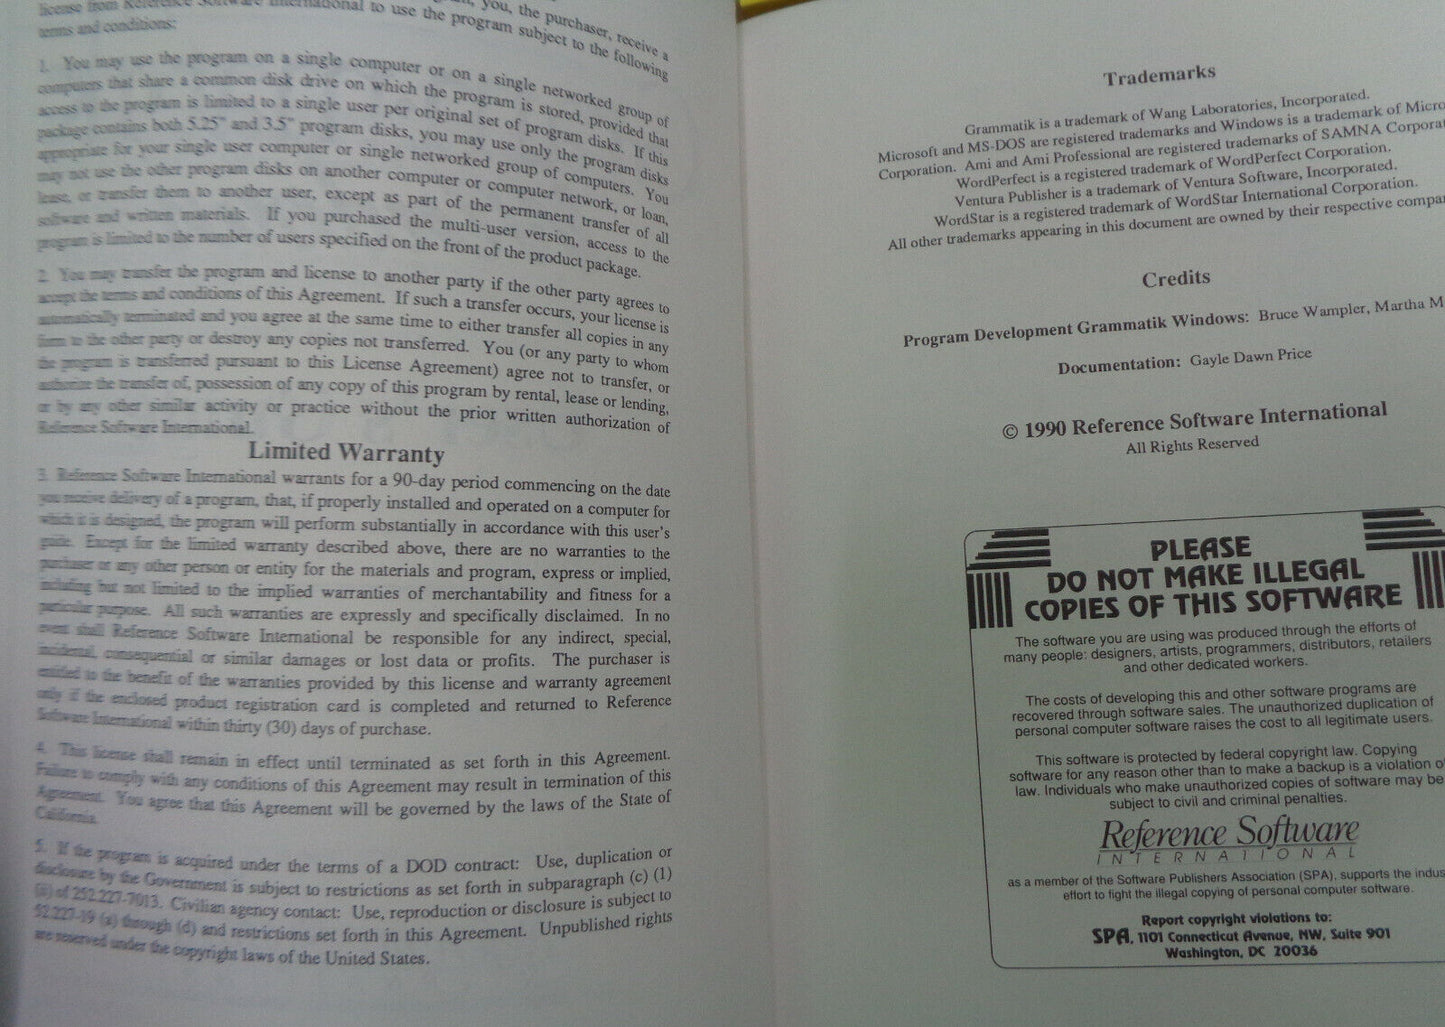 license from Reference Software International to use the program subject to the following
you, the purchaser, receive a
terms and conditions:
1. You may use the program on a single computer or on a single networked group of
computers that share a common disk drive on which the program is stored, provided that
access to the program is limited to a single user per original set of program disks. If this
package contains both 5.25" and 3.5" program disks, you may use only the program disks
appropriate for your single user computer or single networked group of computers. You
may not use the other program disks on another computer or computer network, or loan,
lease, or transfer them to another user, except as part of the permanent transfer of all
software and written materials. If you purchased the multi-user version, access to the
program is limited to the number of users specified on the front of the product package.
2. You may transfer the program and license to another party if the other party agrees to
accept the terms and conditions of this Agreement. If such a transfer occurs, your license is
automatically terminated and you agree at the same time to either transfer all copies in any
form to the other party or destroy any copies not transferred. You (or any party to whom
the program is transferred pursuant to this License Agreement) agree not to transfer, or
authorize the transfer of, possession of any copy of this program by rental, lease or lending,
or by any other similar activity or practice without the prior written authorization of
Reference Software International.
Limited Warranty
3. Reference Software International warrants for a 90-day period commencing on the date
you receive delivery of a program, that, if properly installed and operated on a computer for
which it is designed, the program will perform substantially in accordance with this user's
guide. Except for the limited warranty described above, there are no warranties to the
purchaser or any other person or entity for the materials and program, express or implied,
including but not limited to the implied warranties of merchantability and fitness for a
particular purpose. All such warranties are expressly and specifically disclaimed. In no
event shall Reference Software International be responsible for any indirect, special,
incidental, consequential or similar damages or lost data or profits. The purchaser is
entitled to the benefit of the warranties provided by this license and warranty agreement
only if the enclosed product registration card is completed and returned to Reference
Software International within thirty (30) days of purchase.
4. This license shall remain in effect until terminated as set forth in this Agreement.
Failure to comply with any conditions of this Agreement may result in termination of this
Agreement. You agree that this Agreement will be governed by the laws of the State of
California.
5. If the program is acquired under the terms of a DOD contract: Use, duplication or
disclosure by the Government is subject to restrictions as set forth in subparagraph (c) (1)
(ii) of 252.227-7013. Civilian agency contact: Use, reproduction or disclosure is subject to
52.227-19 (a) through (d) and restrictions set forth in this Agreement. Unpublished rights
are reserved under the copyright laws of the United States.
Trademarks
Grammatik is a trademark of Wang Laboratories, Incorporated.
Microsoft and MS-DOS are registered trademarks and Windows is a trademark of Micro
Corporation. Ami and Ami Professional are registered trademarks of SAMNA Corporat
WordPerfect is a registered trademark of WordPerfect Corporation.
Ventura Publisher is a trademark of Ventura Software, Incorporated.
WordStar is a registered trademark of WordStar International Corporation.
All other trademarks appearing in this document are owned by their respective compa
Credits
Program Development Grammatik Windows: Bruce Wampler, Martha M
Documentation: Gayle Dawn Price
© 1990 Reference Software International
All Rights Reserved
PLEASE
DO NOT MAKE ILLEGAL
COPIES OF THIS SOFTWARE
The software you are using was produced through the efforts of
many people: designers, artists, programmers, distributors, retailers
and other dedicated workers.
The costs of developing this and other software programs are
recovered through software sales. The unauthorized duplication of
personal computer software raises the cost to all legitimate users.
This software is protected by federal copyright law. Copying
software for any reason other than to make a backup is a violation of
law. Individuals who make unauthorized copies of software may be
subject to civil and criminal penalties.
Reference Software
INTERNATIONAL
as a member of the Software Publishers Association (SPA), supports the indus
effort to fight the illegal copying of personal computer software.
Report copyright violations to:
SPA, 1101 Connecticut Avenue, NW, Suite 901
Washington, DC 20036